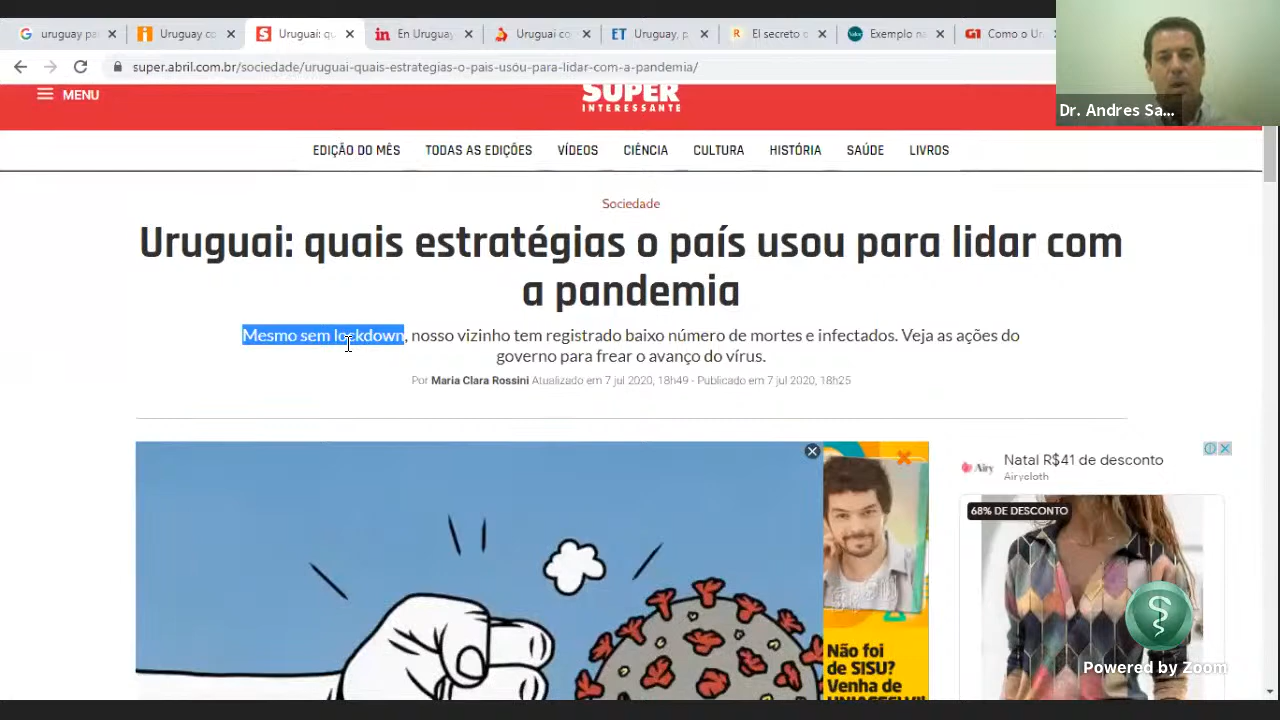 uruguay pa
Uruguay co
Uruguai: qu
En Uruguay,
Uruguai co
Uruguay, p
El secreto d
Exemplo na
Como o Ur
super.abril.com.br/sociedade/uruguai-quais-estrategias-o-pais-usou-para-lidar-com-a-pandemia/
Dr. Andres Sa...
MENU
SUPER
INTERESSANTE
EDIÇÃO DO MÊS TODAS AS EDIÇÕES VÍDEOS CIÊNCIA CULTURA HISTÓRIA SAÚDE LIVROS
Sociedade
Uruguai: quais estratégias o país usou para lidar com
a pandemia
Mesmo sem lockdown, nosso vizinho tem registrado baixo número de mortes e infectados. Veja as ações do
governo para frear o avanço do vírus.
Por Maria Clara Rossini Atualizado em 7 jul 2020, 18h49 - Publicado em 7 jul 2020, 18h25
Airy
Natal R$41 de desconto
Airycloth
68% DE DESCONTO
Não foi
de SISU?
Venha de
Powered by Zoom